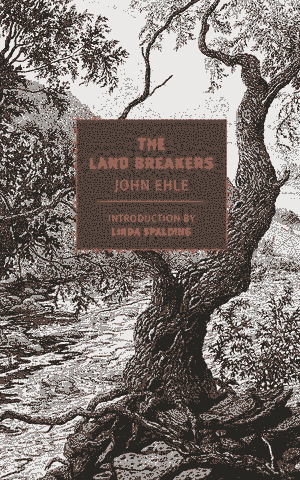 THE
LAND BREAKERS
JOHN EHLE
INTRODUCTION BY
LINDA SPALDING